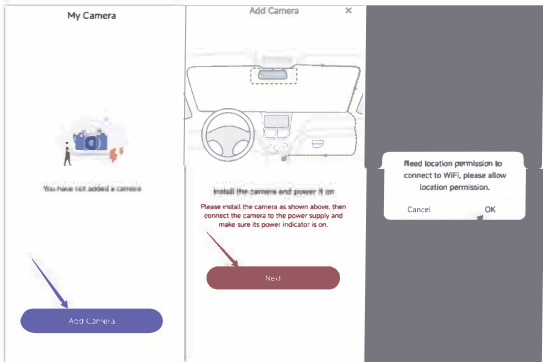 My Camera
You have not added a camera
Add Camera
Add Camera
Install the camera and power it on
Please install the camera as shown above, then
connect the camera to the power supply and
make sure its power indicator is on.
Next
Need location permission to
connect to WiFi, please allow
location permission.
Cancel OK